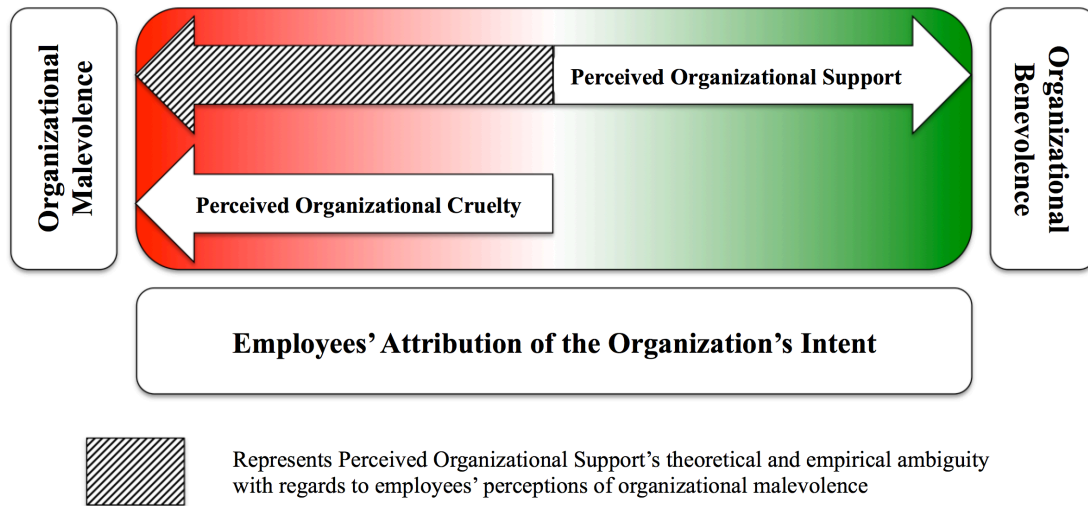 Organizational
Malevolence
Perceived Organizational Support
Perceived Organizational Cruelty
Organizational
Benevolence
Employees’ Attribution of the Organization’s Intent
Represents Perceived Organizational Support’s theoretical and empirical ambiguity
with regards to employees’ perceptions of organizational malevolence